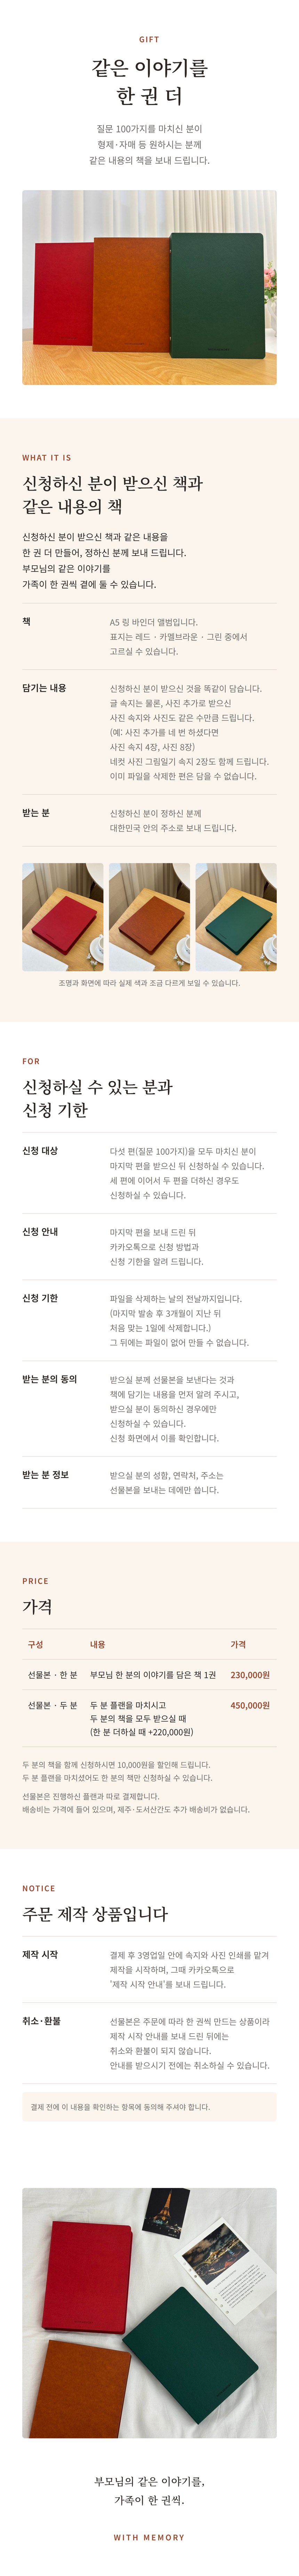 GIFT
같은 이야기를
한 권 더
질문 100가지를 마치신 분이
형제·자매 등 원하시는 분께
같은 내용의 책을 보내 드립니다.
WHAT IT IS
신청하신 분이 받으신 책과
같은 내용의 책
신청하신 분이 받으신 책과 같은 내용을
한 권 더 만들어, 정하신 분께 보내 드립니다.
부모님의 같은 이야기를
가족이 한 권씩 곁에 둘 수 있습니다.
책
A5 링 바인더 앨범입니다.
표지는 레드 · 카멜브라운 · 그린 중에서
고르실 수 있습니다.
담기는 내용
신청하신 분이 받으신 것을 똑같이 담습니다.
글 속지는 물론, 사진 추가로 받으신
사진 속지와 사진도 같은 수만큼 드립니다.
(예: 사진 추가를 네 번 하셨다면
사진 속지 4장, 사진 8장)
네컷 사진 그림일기 속지 2장도 함께 드립니다.
이미 파일을 삭제한 편은 담을 수 없습니다.
받는 분
신청하신 분이 정하신 분께
대한민국 안의 주소로 보내 드립니다.
조명과 화면에 따라 실제 색과 조금 다르게 보일 수 있습니다.
FOR
신청하실 수 있는 분과
신청 기한
신청 대상
다섯 편(질문 100가지)을 모두 마치신 분이
마지막 편을 받으신 뒤 신청하실 수 있습니다.
세 편에 이어서 두 편을 더하신 경우도
신청하실 수 있습니다.
신청 안내
마지막 편을 보내 드린 뒤
카카오톡으로 신청 방법과
신청 기한을 알려 드립니다.
신청 기한
파일을 삭제하는 날의 전날까지입니다.
(마지막 발송 후 3개월이 지난 뒤
처음 맞는 1일에 삭제합니다.)
그 뒤에는 파일이 없어 만들 수 없습니다.
받는 분의 동의
받으실 분께 선물본을 보낸다는 것과
책에 담기는 내용을 먼저 알려 주시고,
받으실 분이 동의하신 경우에만
신청하실 수 있습니다.
신청 화면에서 이를 확인합니다.
받는 분 정보
받으실 분의 성함, 연락처, 주소는
선물본을 보내는 데에만 씁니다.
PRICE
가격
구성 내용 가격
선물본 · 한 분 부모님 한 분의 이야기를 담은 책 1권 230,000원
선물본 · 두 분 두 분 플랜을 마치시고 450,000원
두 분의 책을 모두 받으실 때
(한 분 더하실 때 +220,000원)
두 분의 책을 함께 신청하시면 10,000원을 할인해 드립니다.
두 분 플랜을 마치셨어도 한 분의 책만 신청하실 수 있습니다.
선물본은 진행하신 플랜과 따로 결제합니다.
배송비는 가격에 들어 있으며, 제주·도서산간도 추가 배송비가 없습니다.
NOTICE
주문 제작 상품입니다
제작 시작
결제 후 3영업일 안에 속지와 사진 인쇄를 맡겨
제작을 시작하며, 그때 카카오톡으로
'제작 시작 안내'를 보내 드립니다.
취소·환불
선물본은 주문에 따라 한 권씩 만드는 상품이라
제작 시작 안내를 보내 드린 뒤에는
취소와 환불이 되지 않습니다.
안내를 받으시기 전에는 취소하실 수 있습니다.
결제 전에 이 내용을 확인하는 항목에 동의해 주셔야 합니다.
부모님의 같은 이야기를,
가족이 한 권씩.
WITH MEMORY